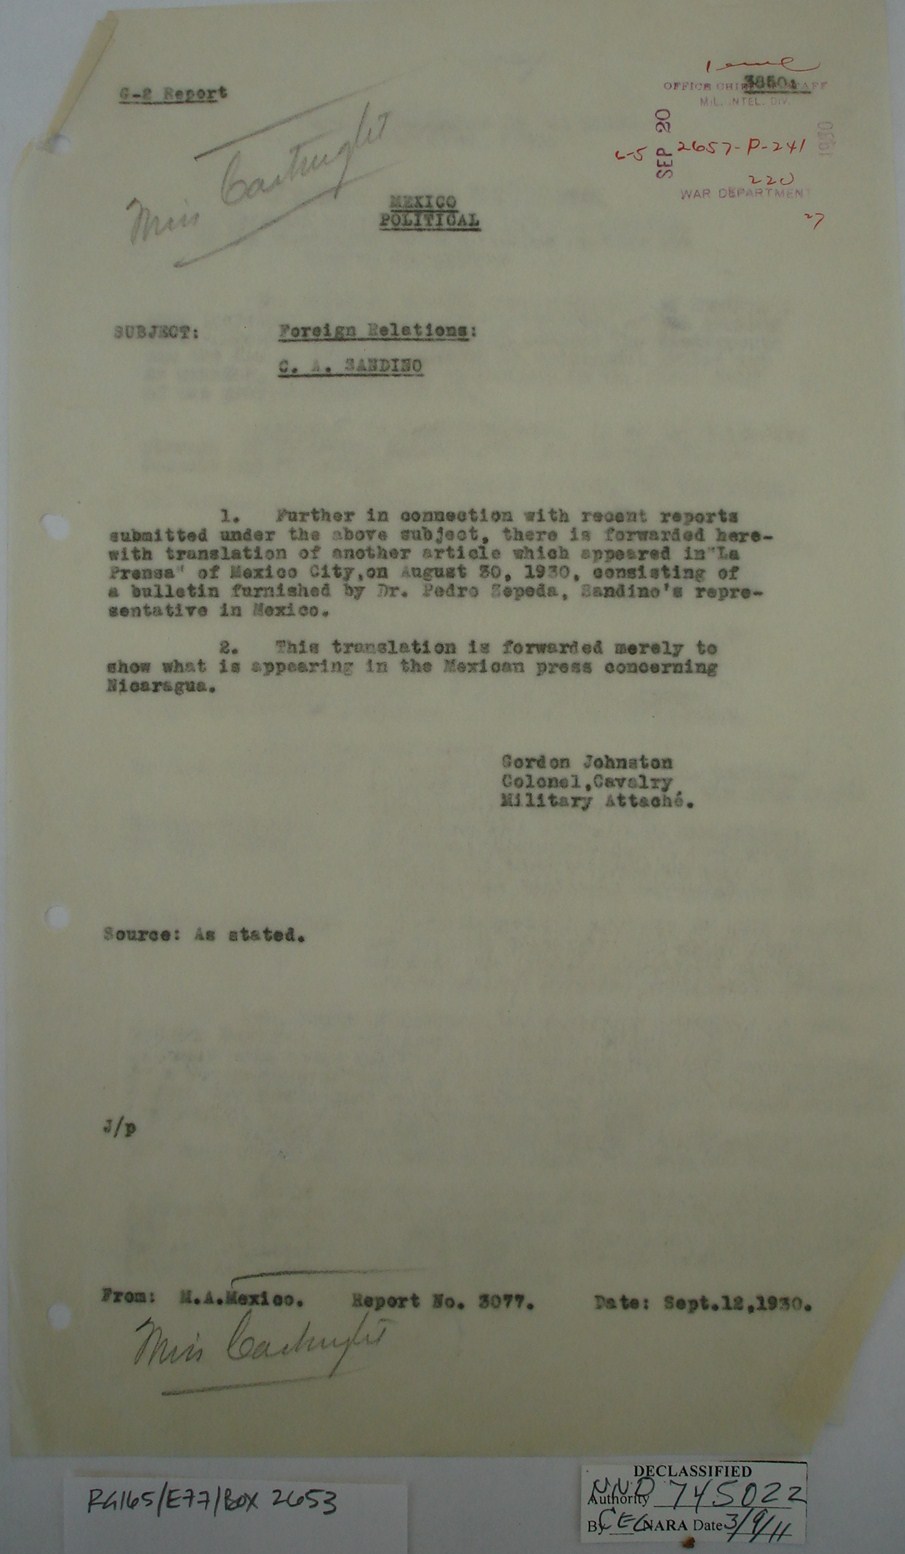 G-2 Report
3850.
OFFICE CHIEF STAFF
MIL. INTEL. DIV.
SEP 20 1930
6-5 2657-P-241
220
WAR DEPARTMENT
27
Miss Cartwright
MEXICO
POLITICAL
SUBJECT: Foreign Relations:
C. A. SANDINO
1. Further in connection with recent reports
submitted under the above subject, there is forwarded here-
with translation of another article which appeared in "La
Prensa" of Mexico City, on August 30, 1930, consisting of
a bulletin furnished by Dr. Pedro Zepeda, Sandino's repre-
sentative in Mexico.
2. This translation is forwarded merely to
show what is appearing in the Mexican press concerning
Nicaragua.
Gordon Johnston
Colonel, Cavalry
Military Attaché.
Source: As stated.
J/p
From: M.A. Mexico. Report No. 3077. Date: Sept.12,1930.
Miss Cartwright
RG165/E77/Box 2653
DECLASSIFIED
Authority NND 745022
By CEC NARA Date 3/9/11